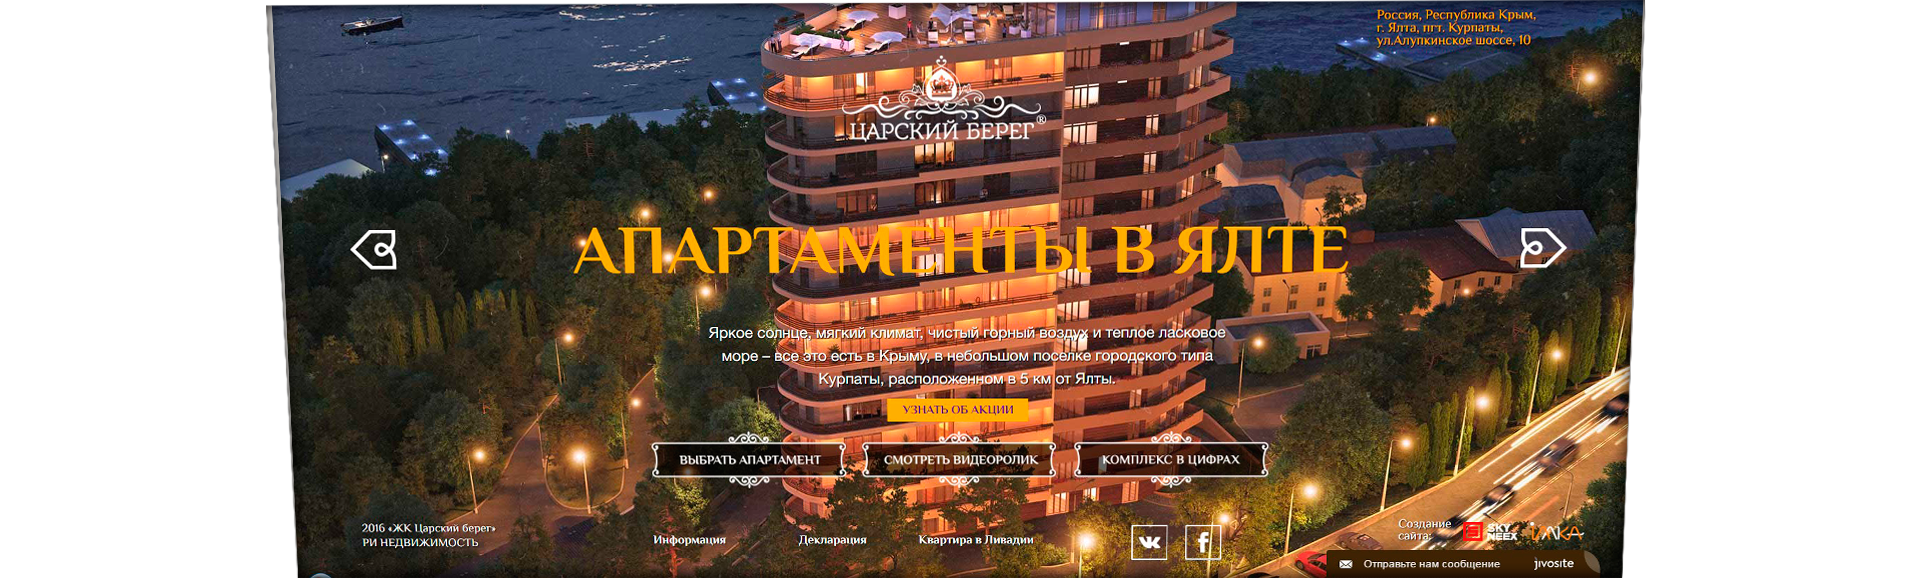 Россия, Республика Крым,
г. Ялта, пгт. Курпаты,
ул.Алупкинское шоссе, 10
ЦАРСКИЙ БЕРЕГ®
АПАРТАМЕНТЫ В ЯЛТЕ
Яркое солнце, мягкий климат, чистый горный воздух и теплое ласковое
море – все это есть в Крыму, в небольшом поселке городского типа
Курпаты, расположенном в 5 км от Ялты.
УЗНАТЬ ОБ АКЦИИ
ВЫБРАТЬ АПАРТАМЕНТ
СМОТРЕТЬ ВИДЕОРОЛИК
КОМПЛЕКС В ЦИФРАХ
2016 «ЖК Царский берег»
РИ НЕДВИЖИМОСТЬ
Информация
Декларация
Квартира в Ливадии
Создание
сайта:
SKY
NEEX
Отправьте нам сообщение
jivosite